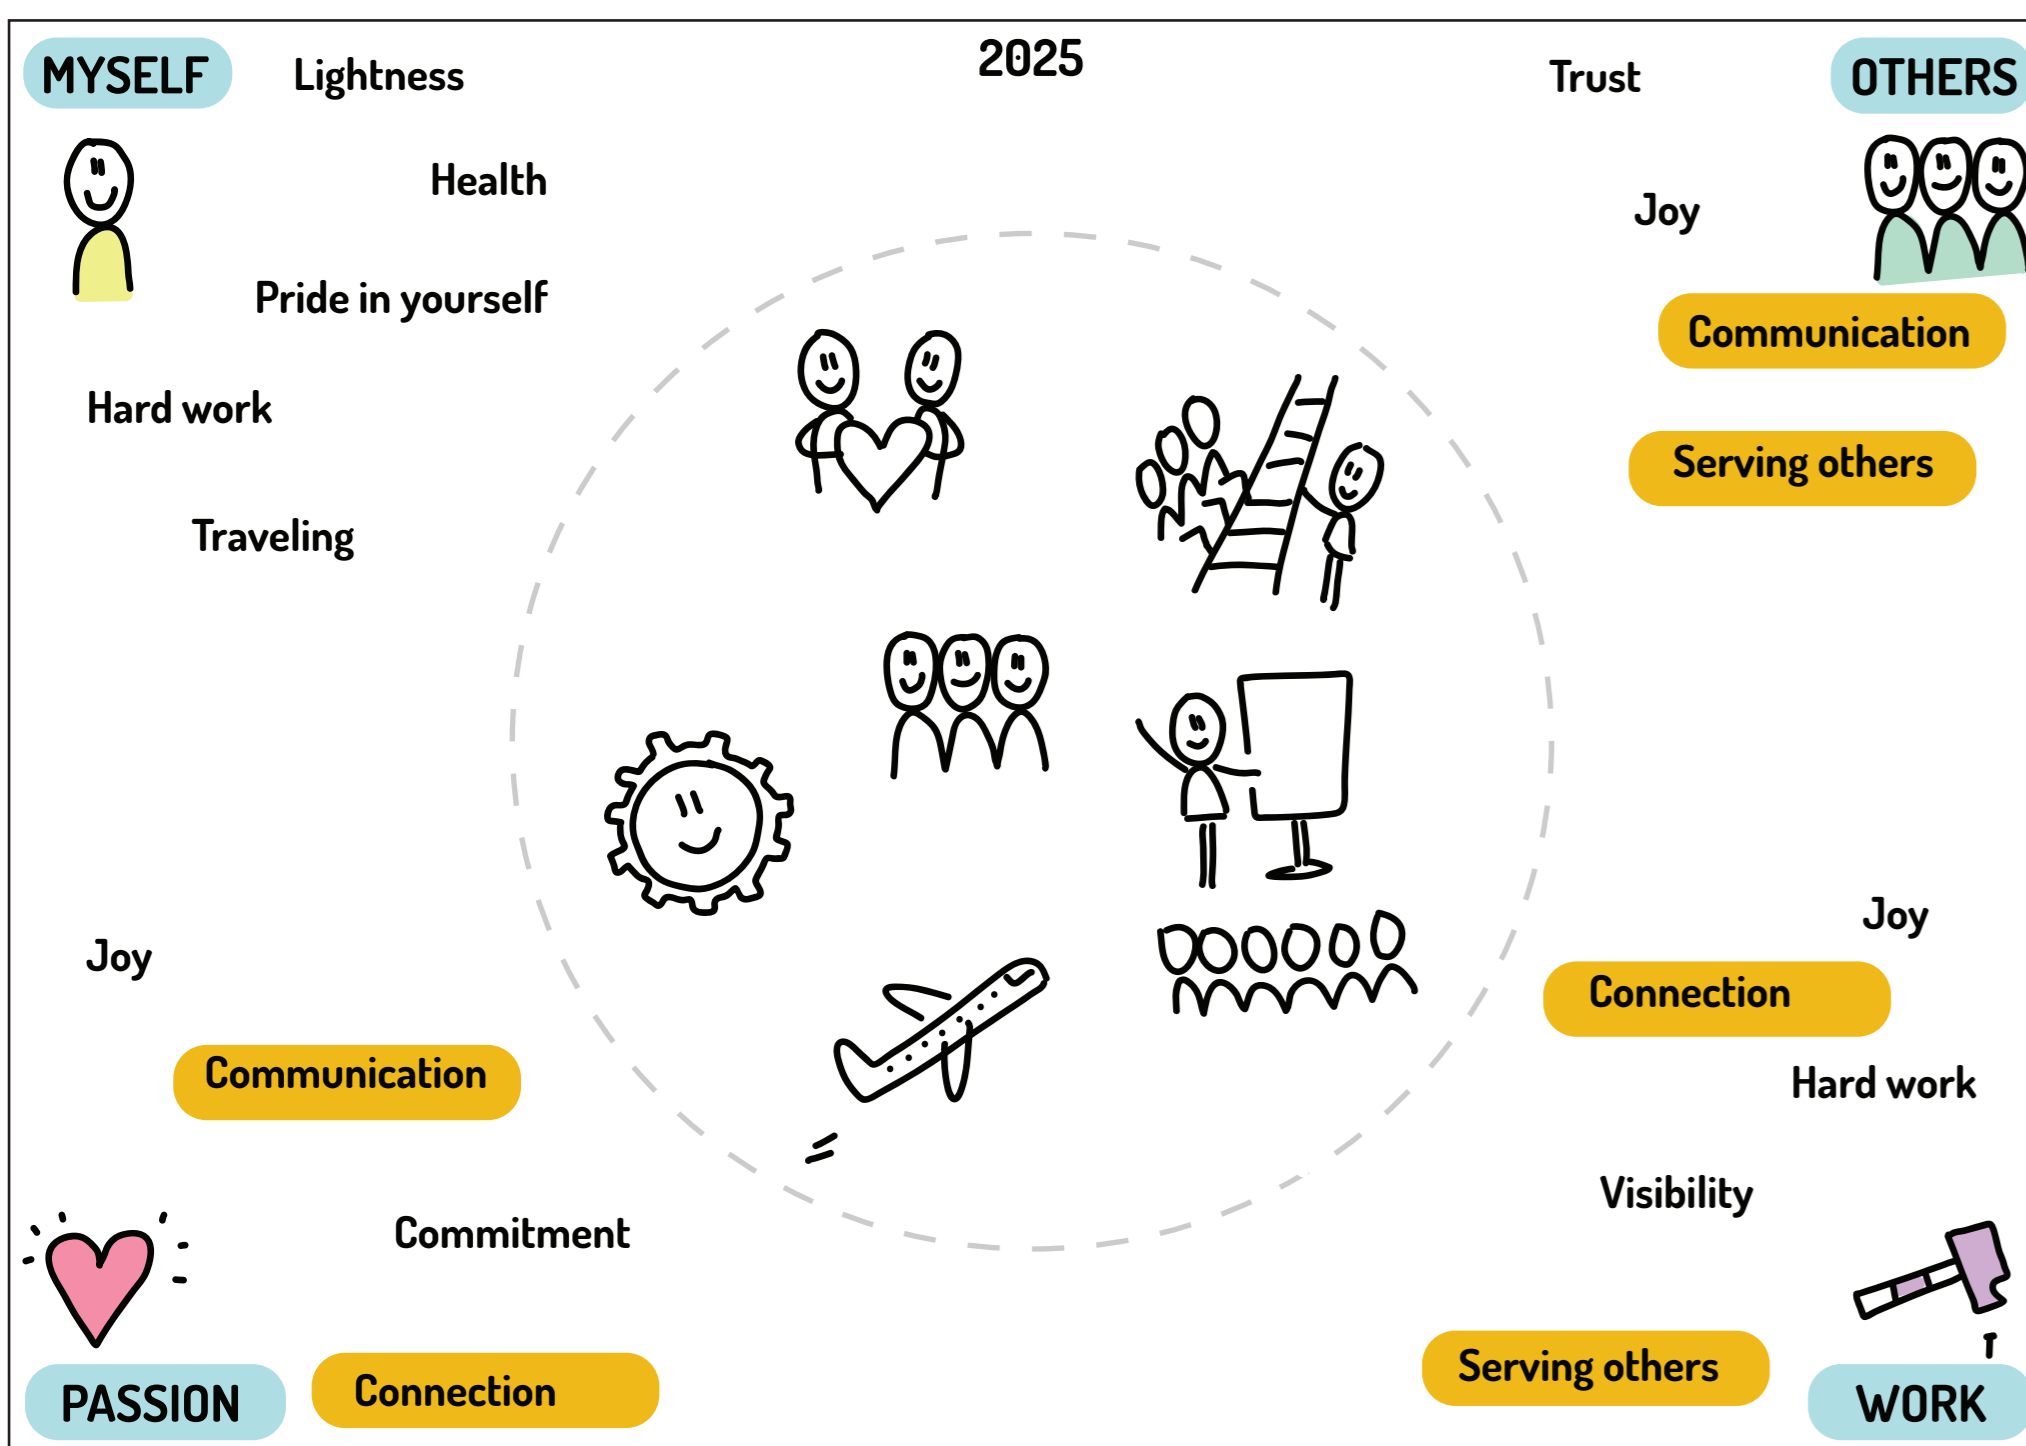 2025
MYSELF
Lightness
Health
Pride in yourself
Hard work
Traveling
OTHERS
Trust
Joy
Communication
Serving others
Joy
Communication
Commitment
Connection
PASSION
Joy
Connection
Hard work
Visibility
Serving others
WORK